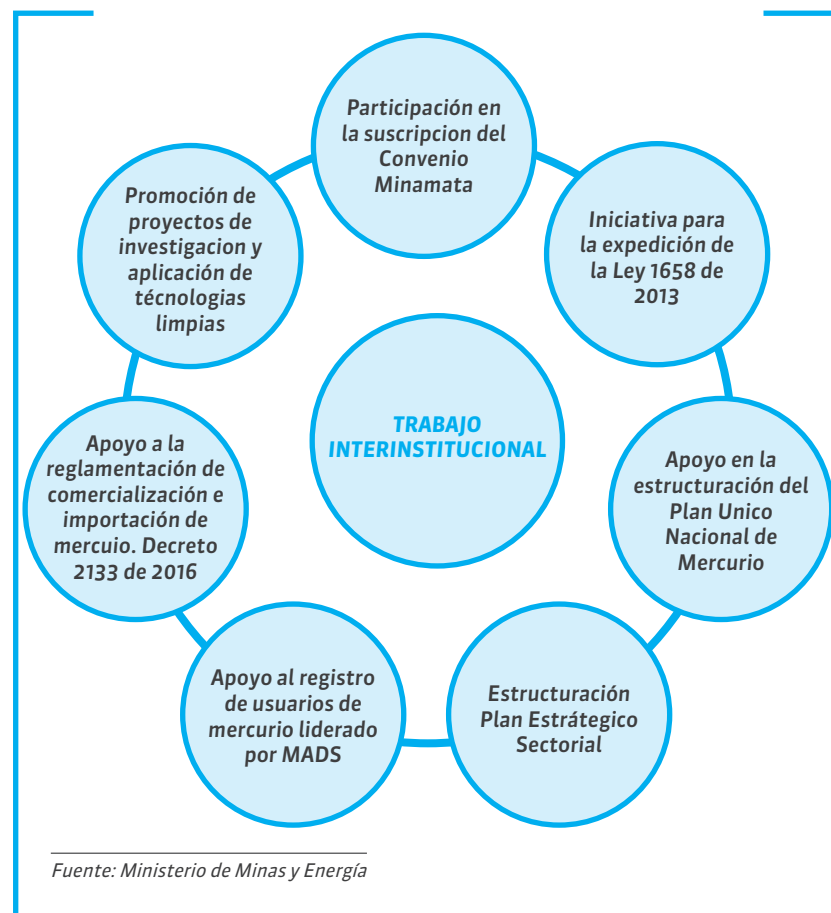 Participación en
la suscripcion del
Convenio
Minamata
Iniciativa para
la expedición de
la Ley 1658 de
2013
Apoyo en la
estructuración del
Plan Unico
Nacional de
Mercurio
Estructuración
Plan Estrátegico
Sectorial
Apoyo al registro
de usuarios de
mercurio liderado
por MADS
Apoyo a la
reglamentación de
comercialización e
importación de
mercuio. Decreto
2133 de 2016
Promoción de
proyectos de
investigacion y
aplicación de
técnologias
limpias
TRABAJO
INTERINSTITUCIONAL
Fuente: Ministerio de Minas y Energía